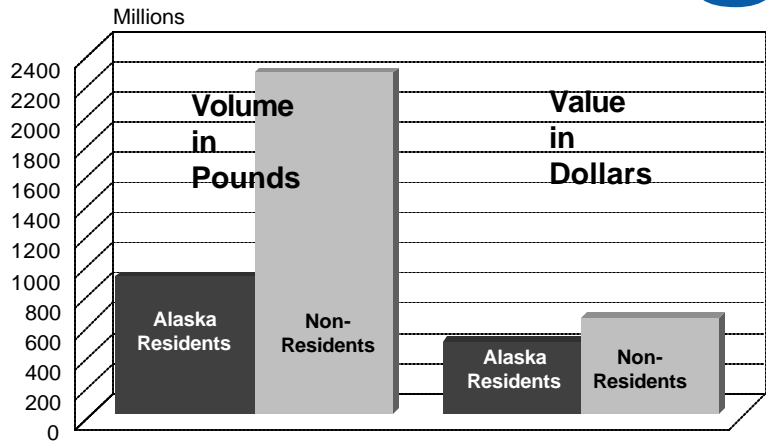 Millions
2400
2200
2000
1800
1600
1400
1200
1000
800
600
400
200
0
Volume
in
Pounds
Value
in
Dollars
Alaska
Residents
Non-
Residents
Alaska
Residents
Non-
Residents